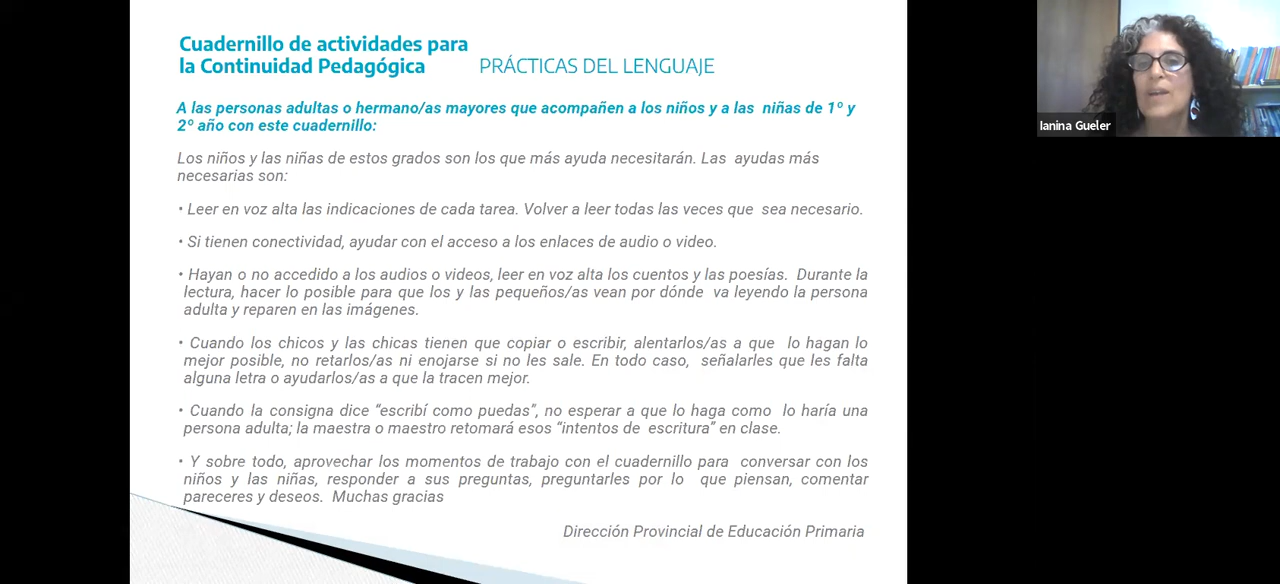 Cuadernillo de actividades para
la Continuidad Pedagógica PRÁCTICAS DEL LENGUAJE
A las personas adultas o hermano/as mayores que acompañen a los niños y a las niñas de 1º y
2º año con este cuadernillo:
Los niños y las niñas de estos grados son los que más ayuda necesitarán. Las ayudas más
necesarias son:
• Leer en voz alta las indicaciones de cada tarea. Volver a leer todas las veces que sea necesario.
• Si tienen conectividad, ayudar con el acceso a los enlaces de audio o video.
• Hayan o no accedido a los audios o videos, leer en voz alta los cuentos y las poesías. Durante la
lectura, hacer lo posible para que los y las pequeños/as vean por dónde va leyendo la persona
adulta y reparen en las imágenes.
• Cuando los chicos y las chicas tienen que copiar o escribir, alentarlos/as a que lo hagan lo
mejor posible, no retarlos/as ni enojarse si no les sale. En todo caso, señalarles que les falta
alguna letra o ayudarlos/as a que la tracen mejor.
• Cuando la consigna dice “escribí como puedas”, no esperar a que lo haga como lo haría una
persona adulta; la maestra o maestro retomará esos “intentos de escritura” en clase.
• Y sobre todo, aprovechar los momentos de trabajo con el cuadernillo para conversar con los
niños y las niñas, responder a sus preguntas, preguntarles por lo que piensan, comentar
pareceres y deseos. Muchas gracias
Dirección Provincial de Educación Primaria
Ianina Gueler